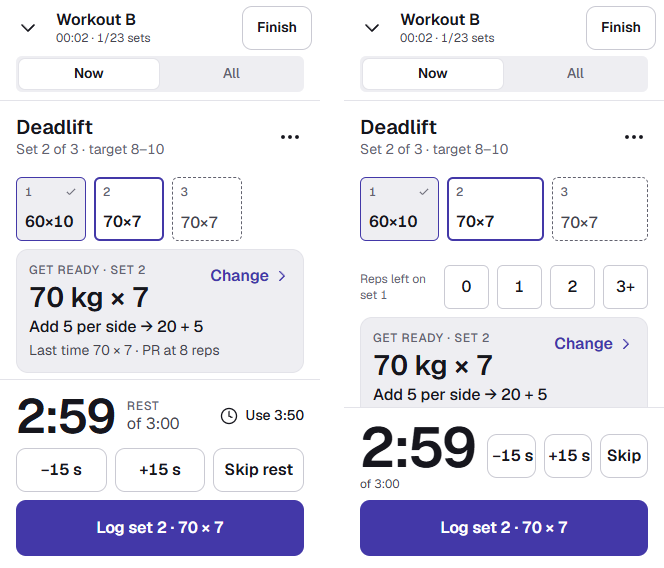 Workout B
00:02 · 1/23 sets
Finish
Now
All
Deadlift
Set 2 of 3 · target 8–10
1
60×10
2
70×7
3
70×7
GET READY · SET 2
Change
70 kg × 7
Add 5 per side → 20 + 5
Last time 70 × 7 · PR at 8 reps
2:59
REST
of 3:00
Use 3:50
−15 s
+15 s
Skip rest
Log set 2 · 70 × 7
Workout B
00:02 · 1/23 sets
Finish
Now
All
Deadlift
Set 2 of 3 · target 8–10
1
60×10
2
70×7
3
70×7
Reps left on
set 1
0
1
2
3+
GET READY · SET 2
Change
70 kg × 7
Add 5 per side → 20 + 5
2:59
of 3:00
−15 s
+15 s
Skip
Log set 2 · 70 × 7